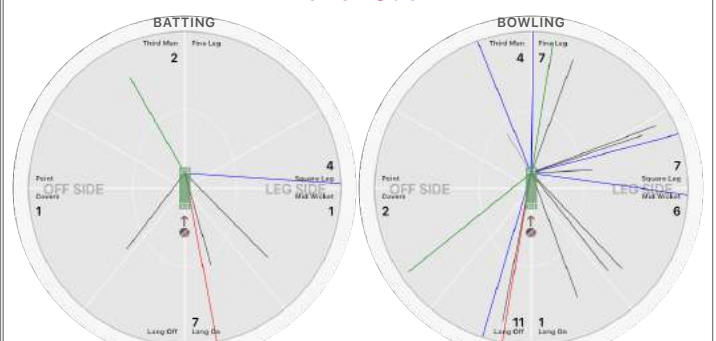 BATTING
Third Man Fine Leg
2
4
Point
Square Leg
OFF SIDE
LEG SIDE
Covers
Mid Wicket
1
1
7
Long Off Long On
BOWLING
Third Man Fine Leg
4 7
7
Point
Square Leg
OFF SIDE
LEG SIDE
Covers
Mid Wicket
2
6
11 1
Long Off Long On